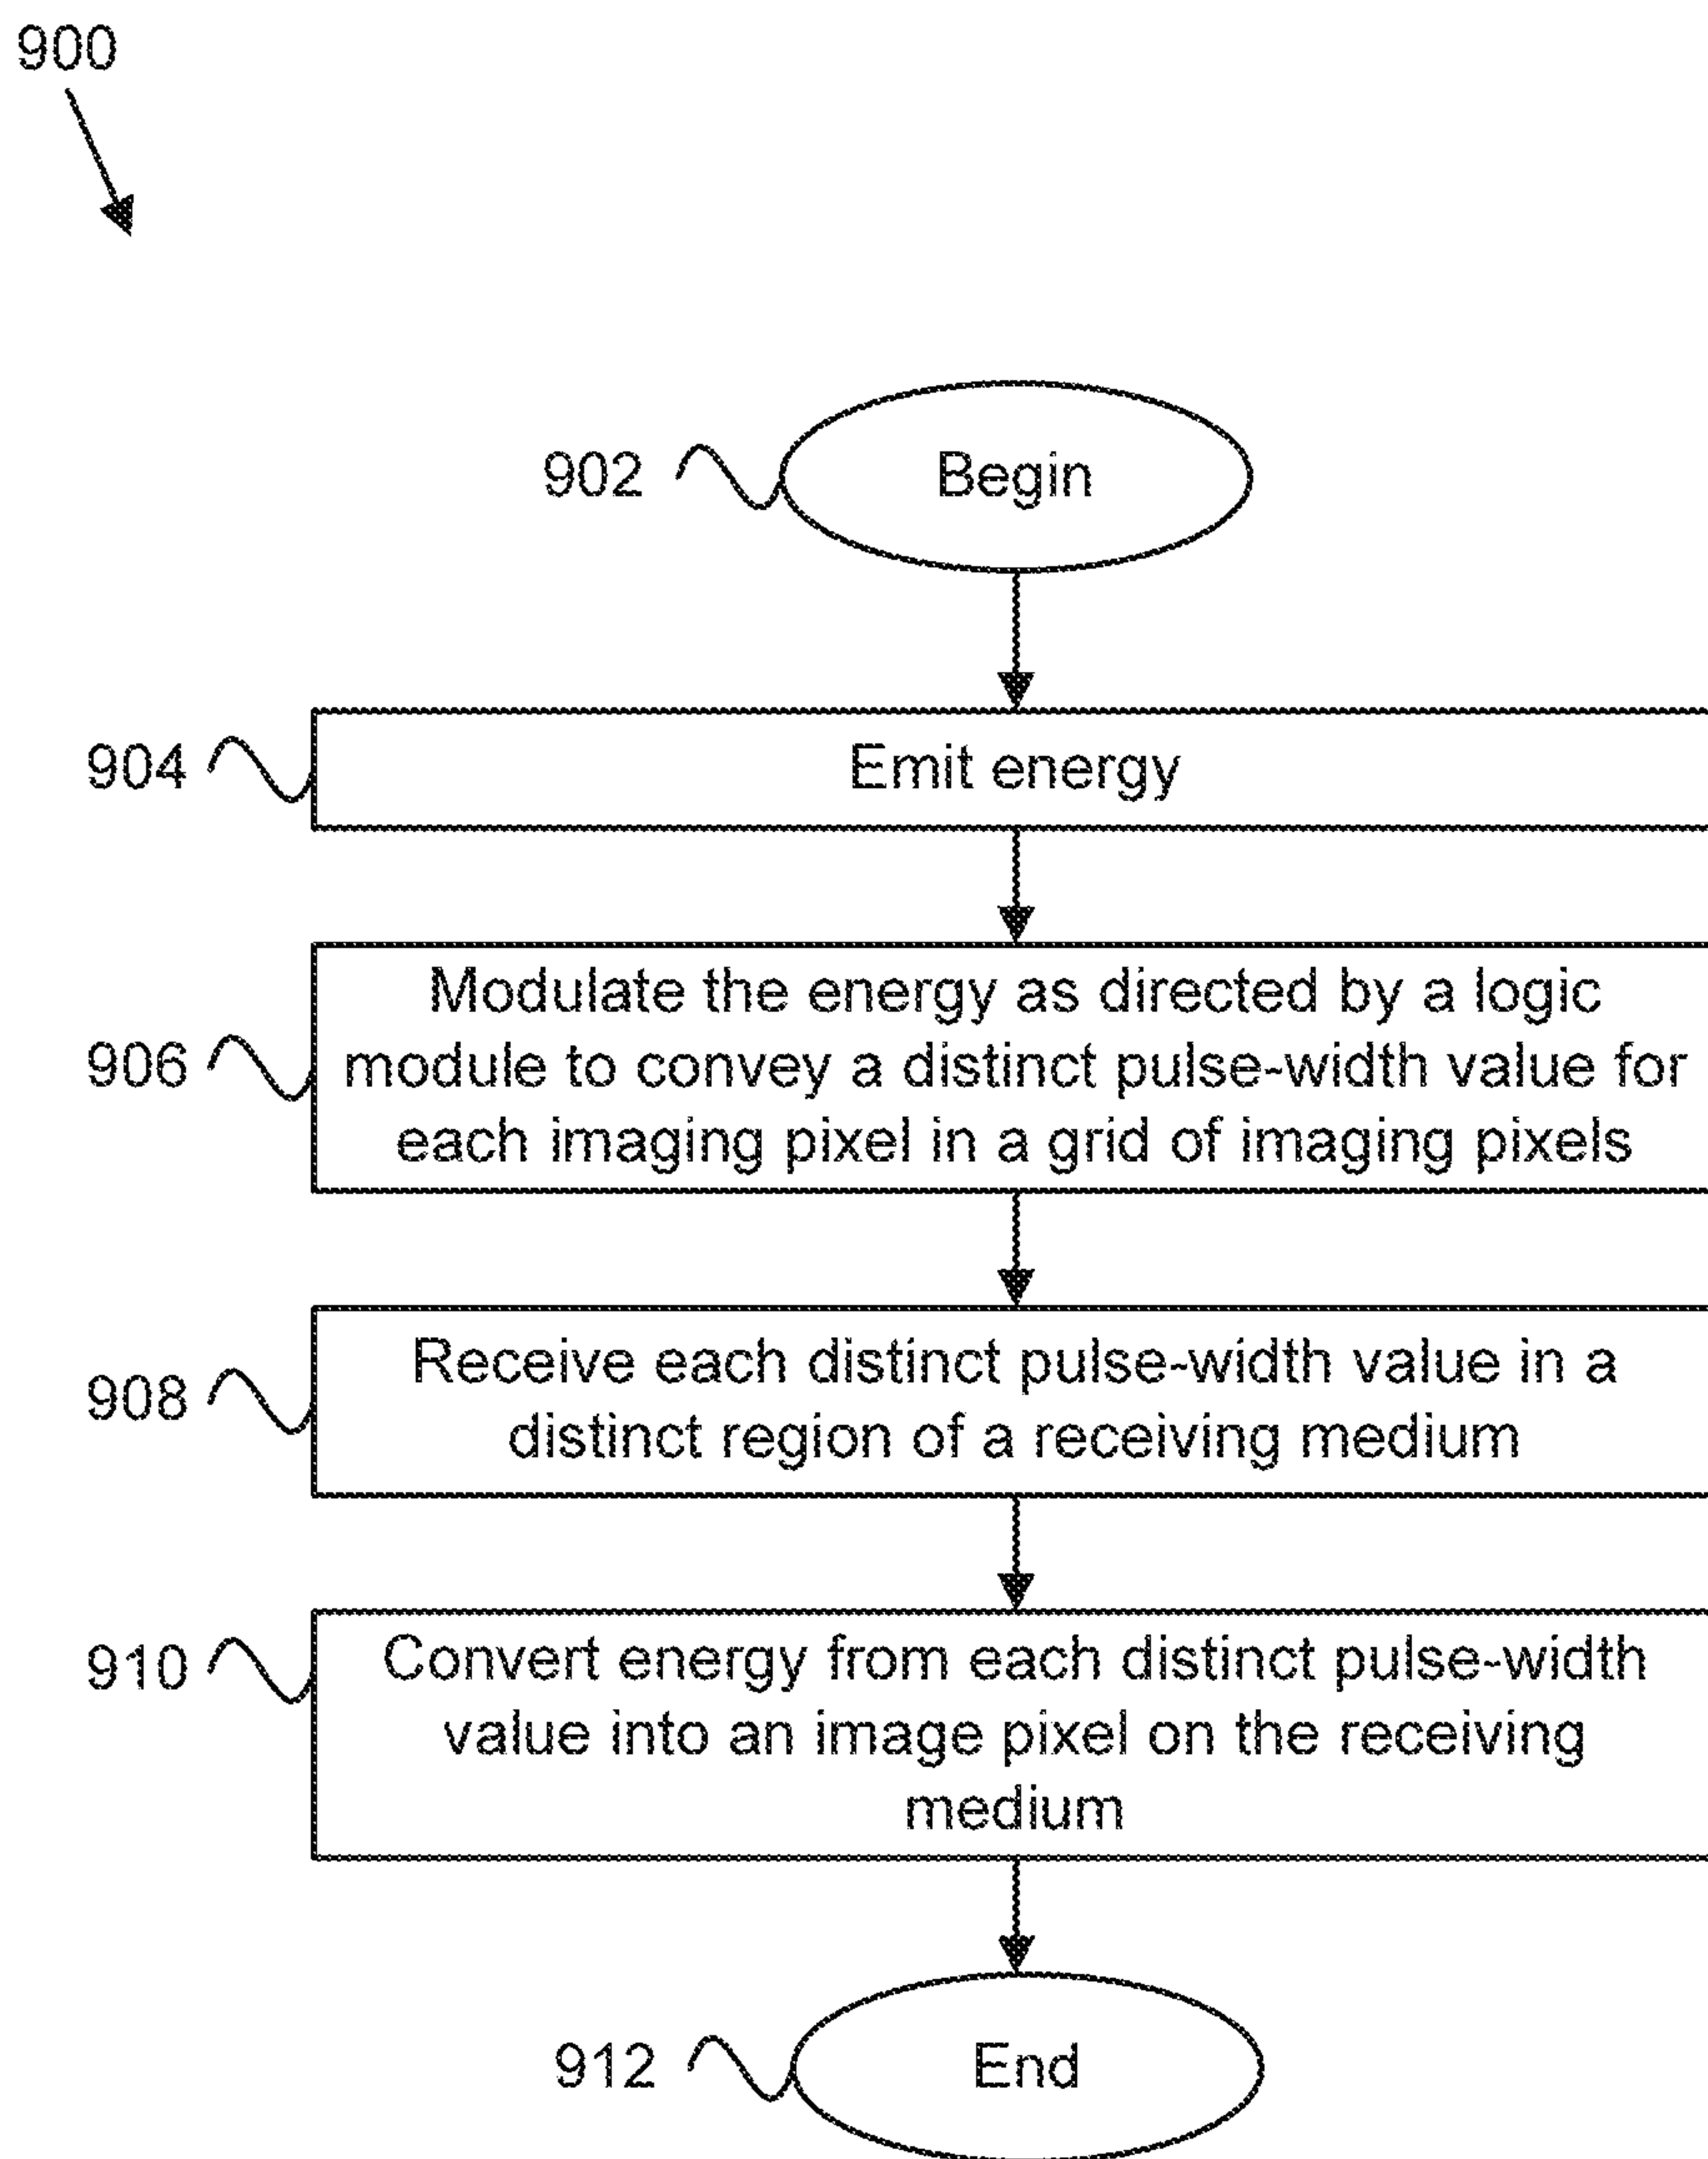 900
902
Begin
904
Emit energy
Modulate the energy as directed by a logic
906
module to convey a distinct pulse-width value for
each imaging pixel in a grid of imaging pixels
Receive each distinct pulse-width value in a
908
distinct region of a receiving medium
910
Convert energy from each distinct pulse-width
value into an image pixel on the receiving
medium
912
End